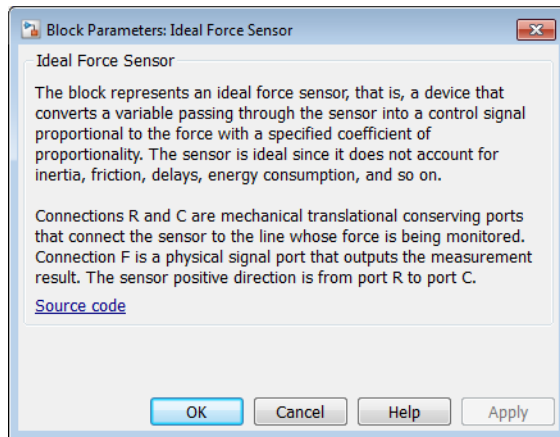 Block Parameters: Ideal Force Sensor
Ideal Force Sensor
The block represents an ideal force sensor, that is, a device that
converts a variable passing through the sensor into a control signal
proportional to the force with a specified coefficient of
proportionality. The sensor is ideal since it does not account for
inertia, friction, delays, energy consumption, and so on.
Connections R and C are mechanical translational conserving ports
that connect the sensor to the line whose force is being monitored.
Connection F is a physical signal port that outputs the measurement
result. The sensor positive direction is from port R to port C.
Source code
OK Cancel Help Apply